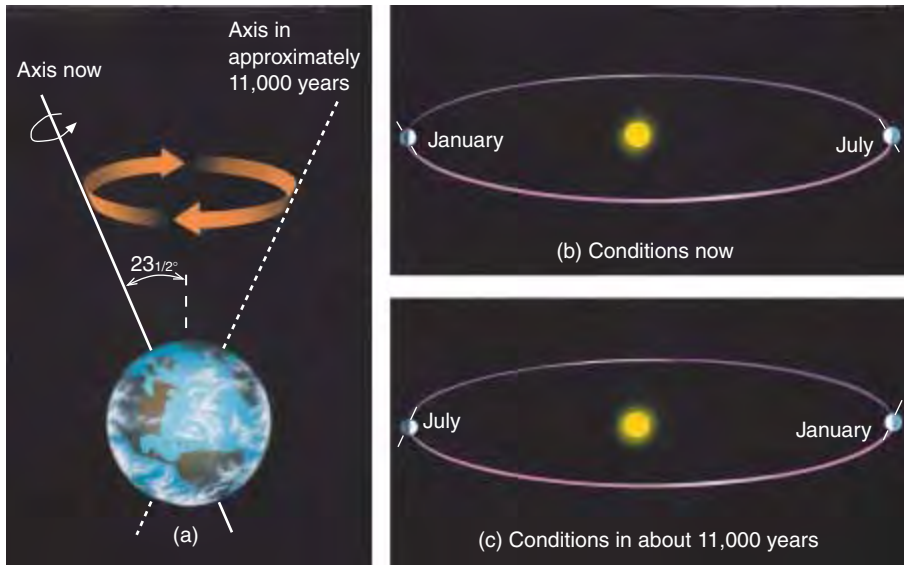 Axis now
Axis in
approximately
11,000 years
23 1/2°
(a)
January
July
(b) Conditions now
July
January
(c) Conditions in about 11,000 years